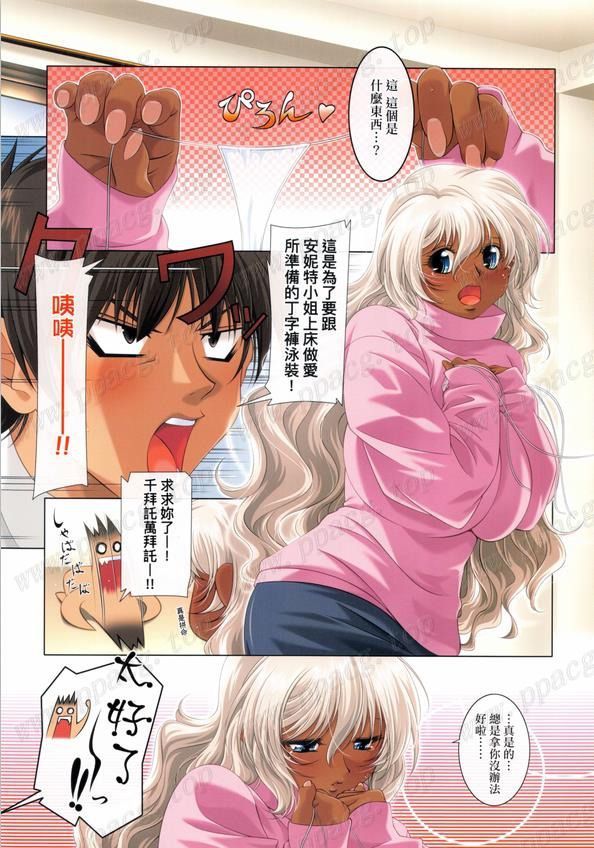 這 這個是
什麼東西…？
ぴろん♡
クワッ
這是為了要跟
安妮特小姐上床做愛
所準備的丁字褲泳裝！
咦咦
——!!
求求妳了—！
千拜託萬拜託—!!
真是拼命
しゃばだばだば
太好了
〜〜!!
…真是的…
總是拿你沒辦法
好啦……
www.ppacg.top